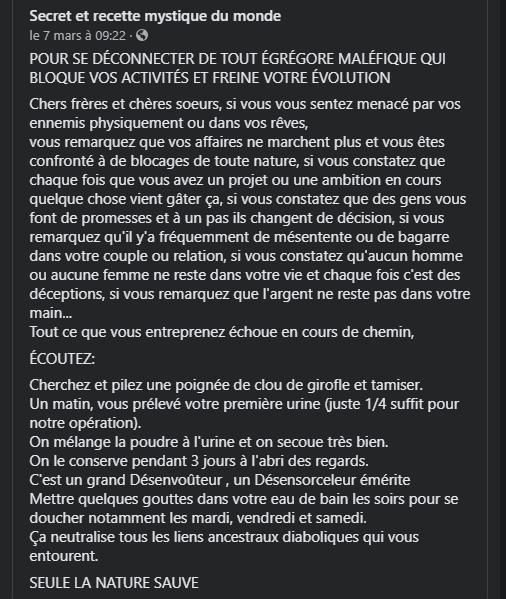 Secret et recette mystique du monde
le 7 mars à 09:22 ·
POUR SE DÉCONNECTER DE TOUT ÉGRÉGORE MALÉFIQUE QUI
BLOQUE VOS ACTIVITÉS ET FREINE VOTRE ÉVOLUTION
Chers frères et chères soeurs, si vous vous sentez menacé par vos
ennemis physiquement ou dans vos rêves,
vous remarquez que vos affaires ne marchent plus et vous êtes
confronté à de blocages de toute nature, si vous constatez que
chaque fois que vous avez un projet ou une ambition en cours
quelque chose vient gâter ça, si vous constatez que des gens vous
font de promesses et à un pas ils changent de décision, si vous
remarquez qu'il y'a fréquemment de mésentente ou de bagarre
dans votre couple ou relation, si vous constatez qu'aucun homme
ou aucune femme ne reste dans votre vie et chaque fois c'est des
déceptions, si vous remarquez que l'argent ne reste pas dans votre
main...
Tout ce que vous entreprenez échoue en cours de chemin,
ÉCOUTEZ:
Cherchez et pilez une poignée de clou de girofle et tamiser.
Un matin, vous prélevé votre première urine (juste 1/4 suffit pour
notre opération).
On mélange la poudre à l'urine et on secoue très bien.
On le conserve pendant 3 jours à l'abri des regards.
C'est un grand Désenvoûteur , un Désensorceleur émérite
Mettre quelques gouttes dans votre eau de bain les soirs pour se
doucher notamment les mardi, vendredi et samedi.
Ça neutralise tous les liens ancestraux diaboliques qui vous
entourent.
SEULE LA NATURE SAUVE